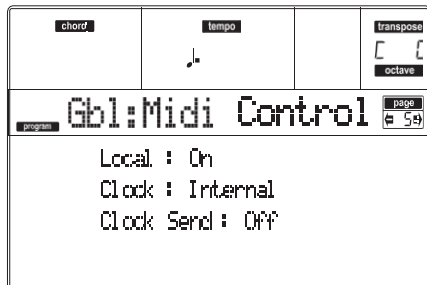 chord tempo transpose
C C
octave
program Gbl:Midi Control page 5
Local : On
Clock : Internal
Clock Send : Off